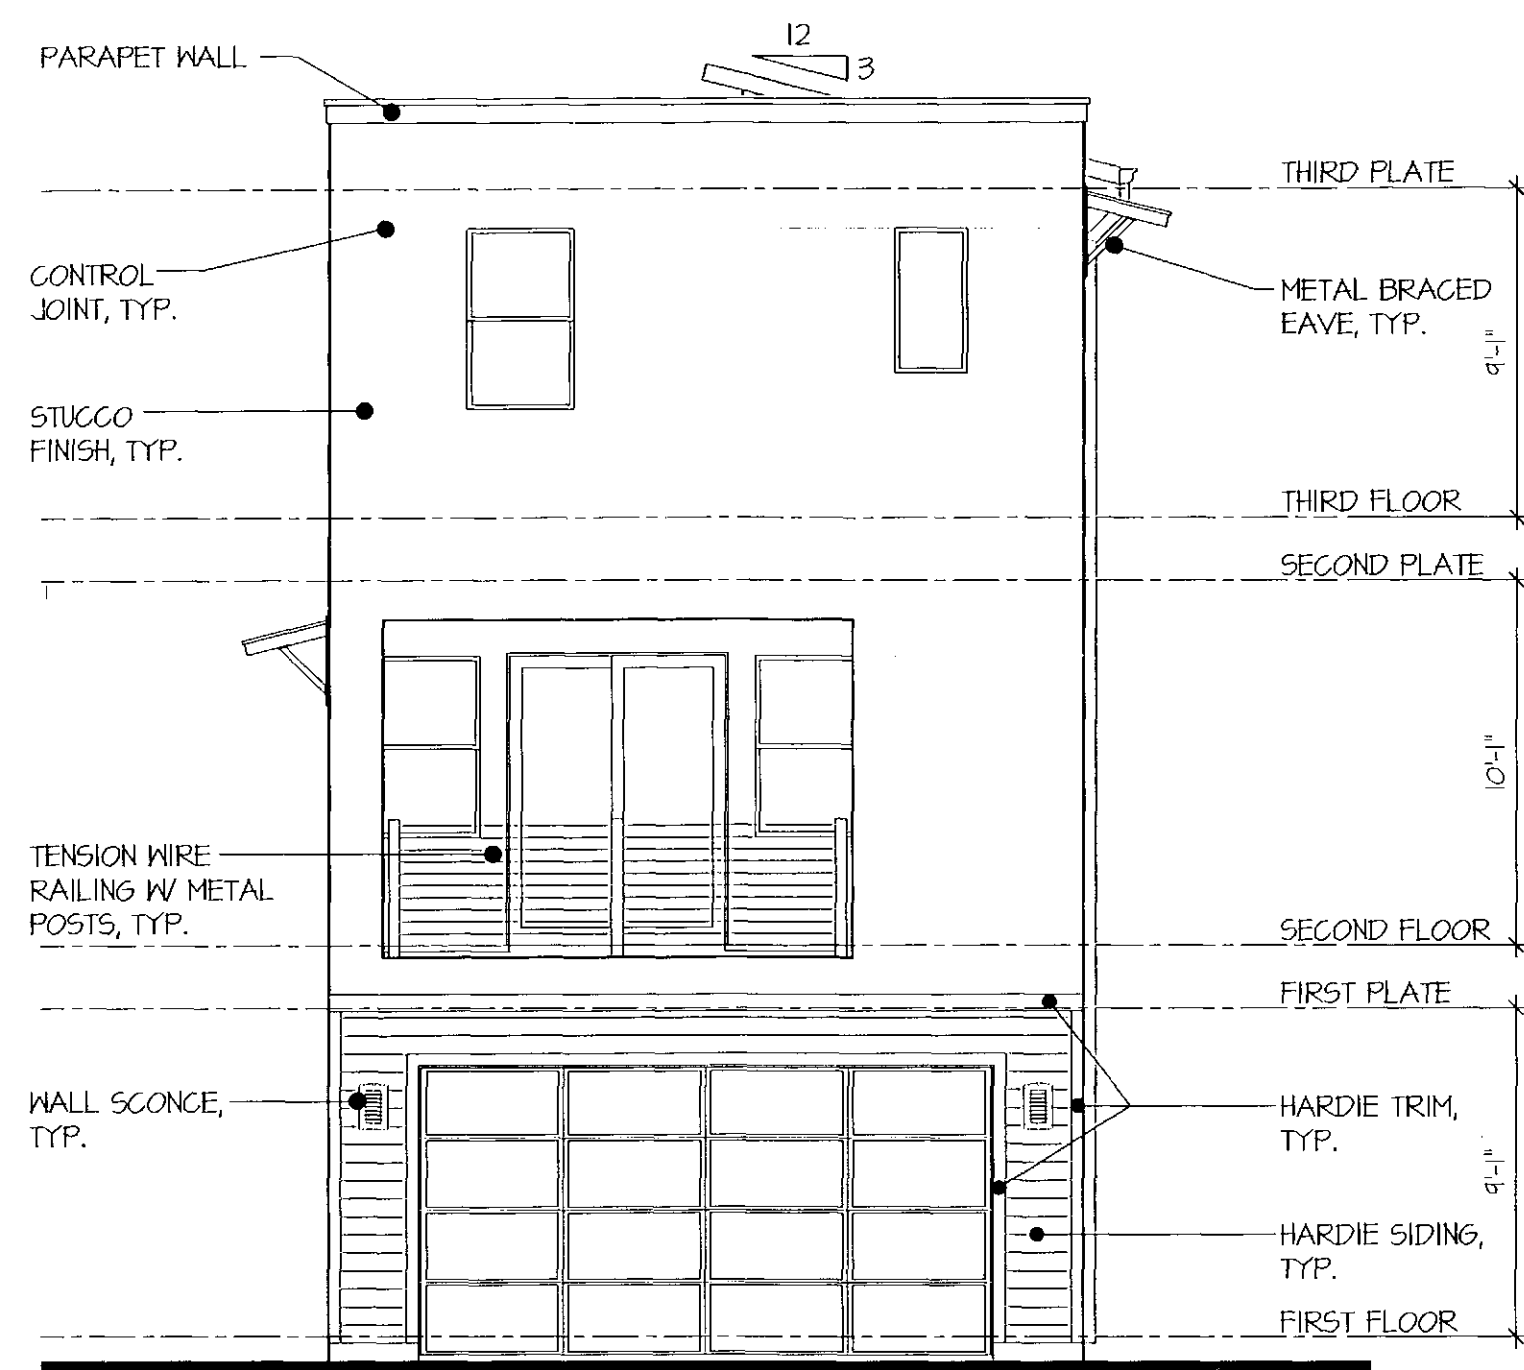 12
3
PARAPET WALL
THIRD PLATE
CONTROL
JOINT, TYP.
METAL BRACED
EAVE, TYP.
9'-1"
STUCCO
FINISH, TYP.
THIRD FLOOR
SECOND PLATE
10'-1"
TENSION WIRE
RAILING W/ METAL
POSTS, TYP.
SECOND FLOOR
FIRST PLATE
WALL SCONCE,
TYP.
HARDIE TRIM,
TYP.
9'-1"
HARDIE SIDING,
TYP.
FIRST FLOOR